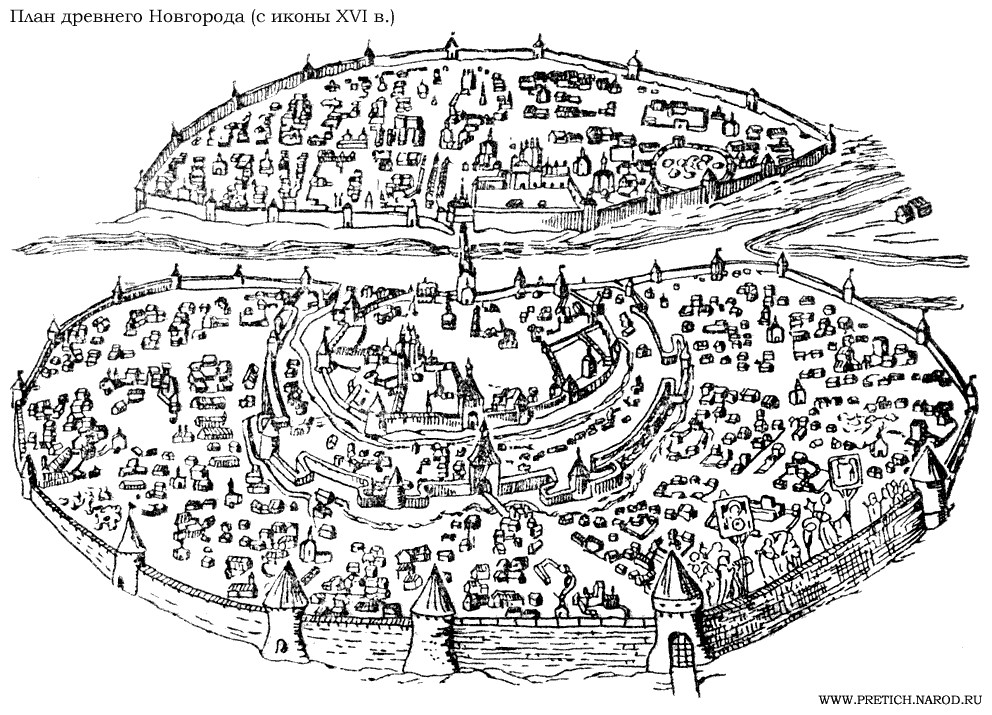 План древнего Новгорода (с иконы XVI в.)
WWW.PRETICH.NAROD.RU